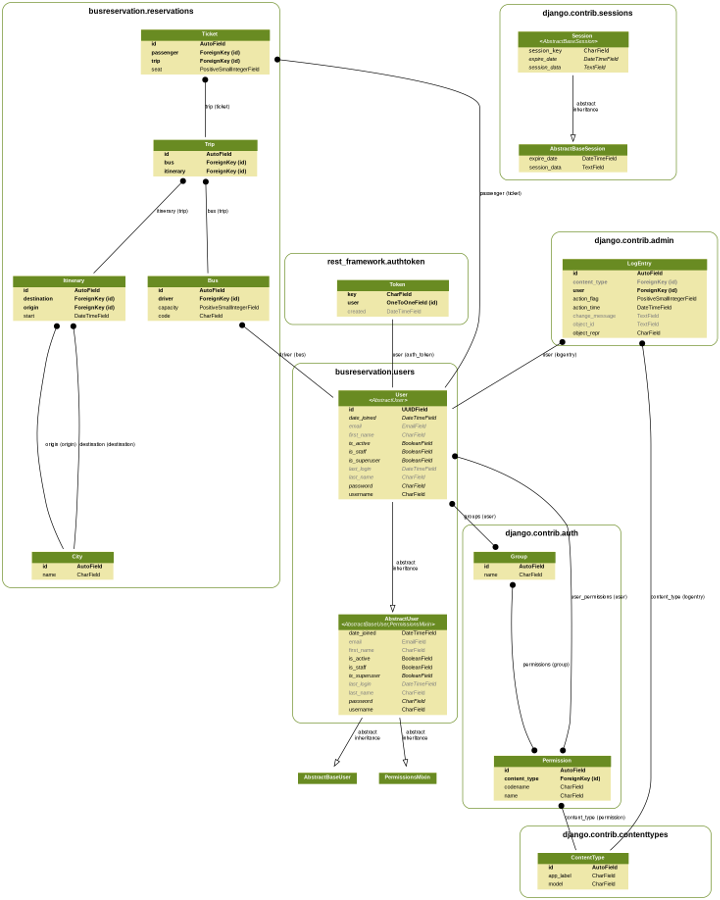 busreservation.reservations
Ticket
id AutoField
passenger ForeignKey (id)
trip ForeignKey (id)
seat PositiveSmallIntegerField
trip (ticket)
Trip
id AutoField
bus ForeignKey (id)
itinerary ForeignKey (id)
itinerary (trip)
bus (trip)
Itinerary
id AutoField
destination ForeignKey (id)
origin ForeignKey (id)
start DateTimeField
Bus
id AutoField
driver ForeignKey (id)
capacity PositiveSmallIntegerField
code CharField
origin (origin)
destination (destination)
City
id AutoField
name CharField
django.contrib.sessions
Session
<AbstractBaseSession>
session_key CharField
expire_date DateTimeField
session_data TextField
abstract
inheritance
AbstractBaseSession
expire_date DateTimeField
session_data TextField
passenger (ticket)
rest_framework.authtoken
Token
key CharField
user OneToOneField (id)
created DateTimeField
driver (bus)
user (auth_token)
django.contrib.admin
LogEntry
id AutoField
content_type ForeignKey (id)
user ForeignKey (id)
action_flag PositiveSmallIntegerField
action_time DateTimeField
change_message TextField
object_id TextField
object_repr CharField
user (logentry)
busreservation.users
User
<AbstractUser>
id UUIDField
date_joined DateTimeField
email EmailField
first_name CharField
is_active BooleanField
is_staff BooleanField
is_superuser BooleanField
last_login DateTimeField
last_name CharField
password CharField
username CharField
groups (user)
abstract
inheritance
AbstractUser
<AbstractBaseUser,PermissionsMixin>
date_joined DateTimeField
email EmailField
first_name CharField
is_active BooleanField
is_staff BooleanField
is_superuser BooleanField
last_login DateTimeField
last_name CharField
password CharField
username CharField
abstract
inheritance
abstract
inheritance
AbstractBaseUser
PermissionsMixin
django.contrib.auth
Group
id AutoField
name CharField
user_permissions (user)
content_type (logentry)
permissions (group)
Permission
id AutoField
content_type ForeignKey (id)
codename CharField
name CharField
content_type (permission)
django.contrib.contenttypes
ContentType
id AutoField
app_label CharField
model CharField